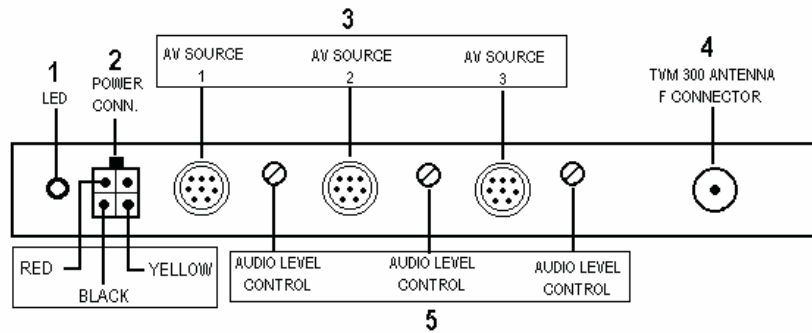 3
AV SOURCE
1
AV SOURCE
2
AV SOURCE
3
4
TVM 300 ANTENNA
F CONNECTOR
1
LED
2
POWER
CONN.
RED
YELLOW
BLACK
AUDIO LEVEL
CONTROL
AUDIO LEVEL
CONTROL
AUDIO LEVEL
CONTROL
5